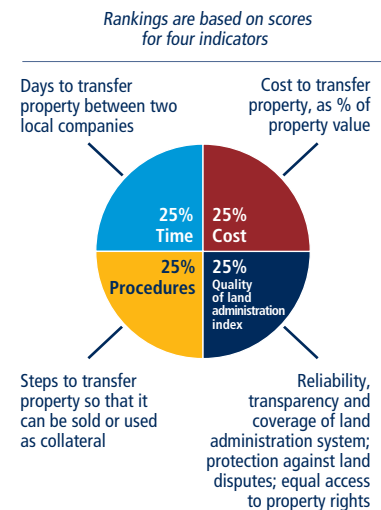 Rankings are based on scores
for four indicators
Days to transfer
property between two
local companies
Cost to transfer
property, as % of
property value
25%
Time
25%
Cost
25%
Procedures
25%
Quality
of land
administration
index
Steps to transfer
property so that it
can be sold or used
as collateral
Reliability,
transparency and
coverage of land
administration system;
protection against land
disputes; equal access
to property rights